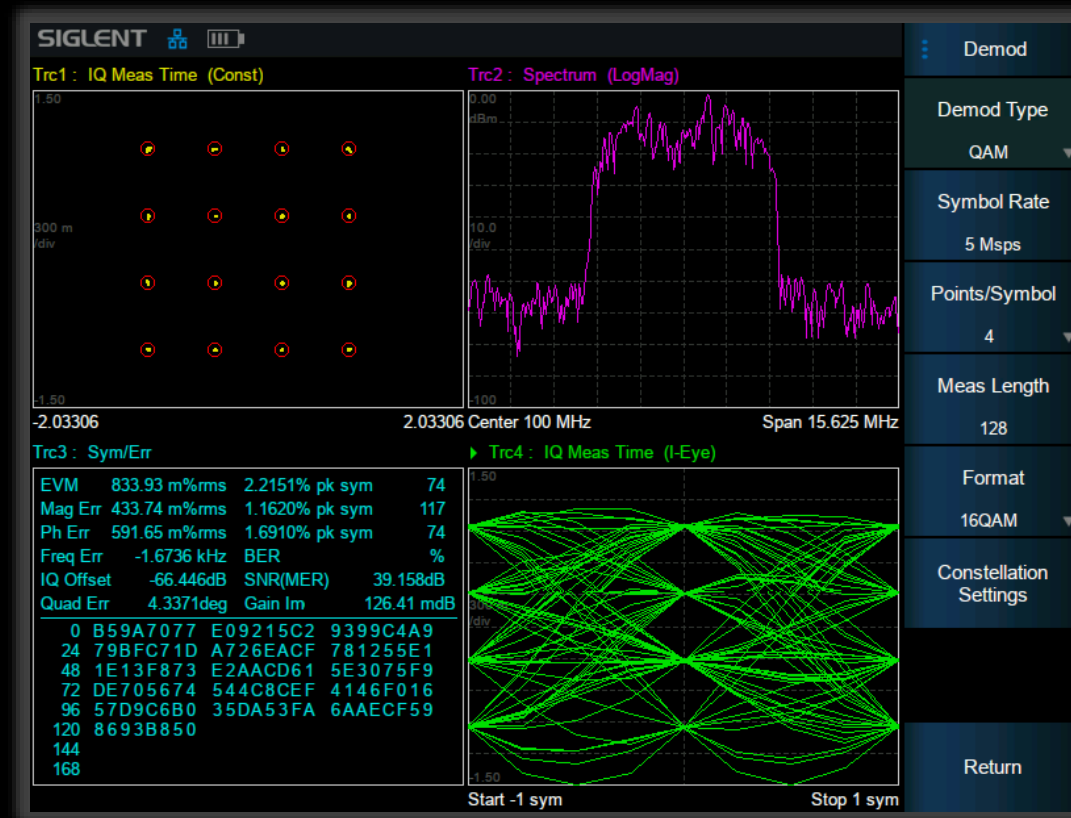 SIGLENT
Trc1 : IQ Meas Time (Const)
1.50
300 m
/div
-1.50
-2.03306
2.03306
Trc2 : Spectrum (LogMag)
0.00
dBm
10.0
/div
-100
Center 100 MHz
Span 15.625 MHz
Trc3 : Sym/Err
EVM 833.93 m%rms 2.2151% pk sym 74
Mag Err 433.74 m%rms 1.1620% pk sym 117
Ph Err 591.65 m%rms 1.6910% pk sym 74
Freq Err -1.6736 kHz BER %
IQ Offset -66.446dB SNR(MER) 39.158dB
Quad Err 4.3371deg Gain Im 126.41 mdB
0 B59A7077 E09215C2 9399C4A9
24 79BFC71D A726EACF 781255E1
48 1E13F873 E2AACD61 5E3075F9
72 DE705674 544C8CEF 4146F016
96 57D9C6B0 35DA53FA 6AAECF59
120 8693B850
144
168
Trc4 : IQ Meas Time (I-Eye)
1.50
300
/div
-1.50
Start -1 sym
Stop 1 sym
Demod
Demod Type
QAM
Symbol Rate
5 Msps
Points/Symbol
4
Meas Length
128
Format
16QAM
Constellation
Settings
Return